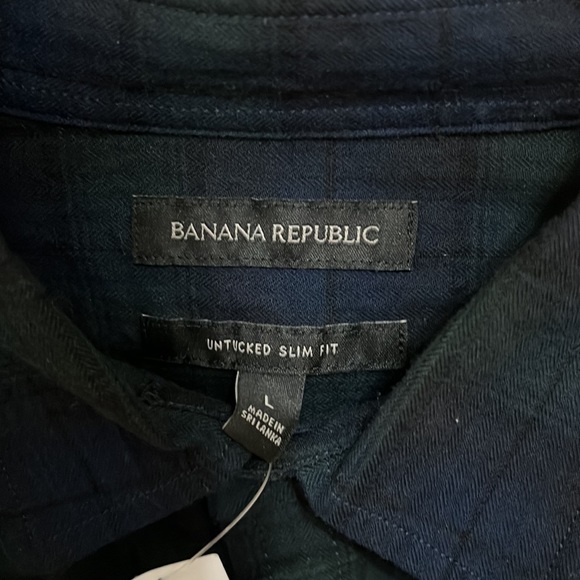 BANANA REPUBLIC
UNTUCKED SLIM FIT
L
MADE IN
SRI LANKA